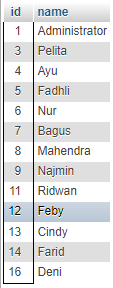 id name
1 Administrator
3 Pelita
4 Ayu
5 Fadhli
6 Nur
7 Bagus
8 Mahendra
9 Najmin
11 Ridwan
12 Feby
13 Cindy
14 Farid
16 Deni